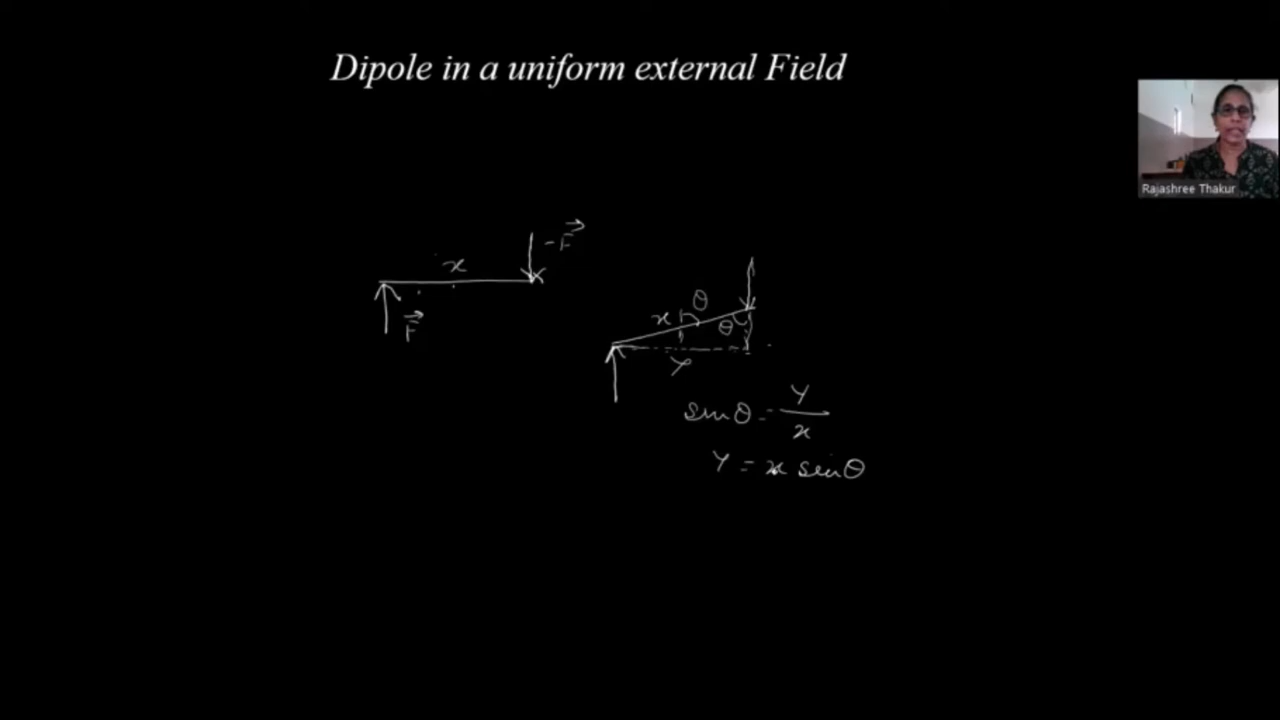 Dipole in a uniform external Field
Rajashree Thakur
-F⃗
x
F⃗
θ
x
θ
Y
sinθ = Y/x
Y = x sinθ